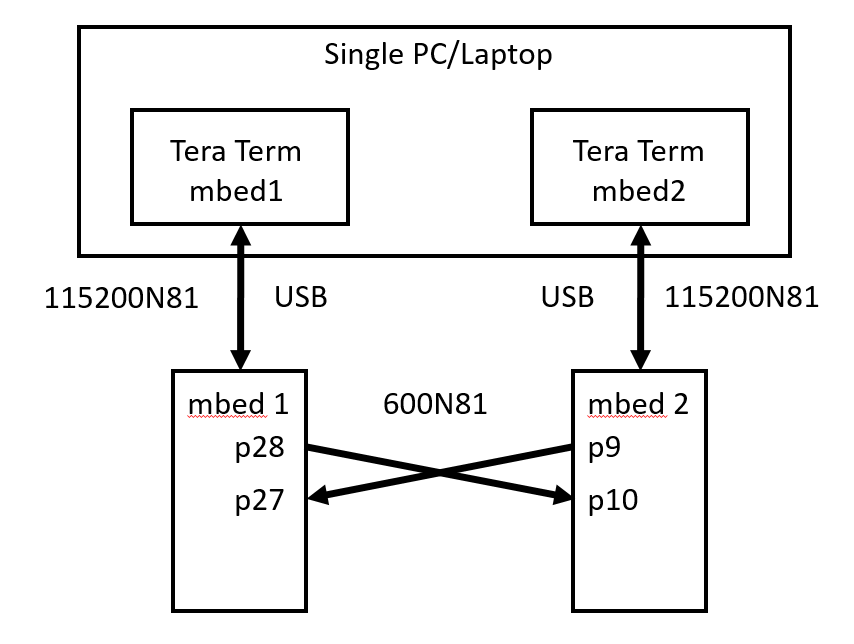 Single PC/Laptop
Tera Term
mbed1
Tera Term
mbed2
115200N81
USB
USB
115200N81
mbed 1
600N81
mbed 2
p28
p9
p27
p10